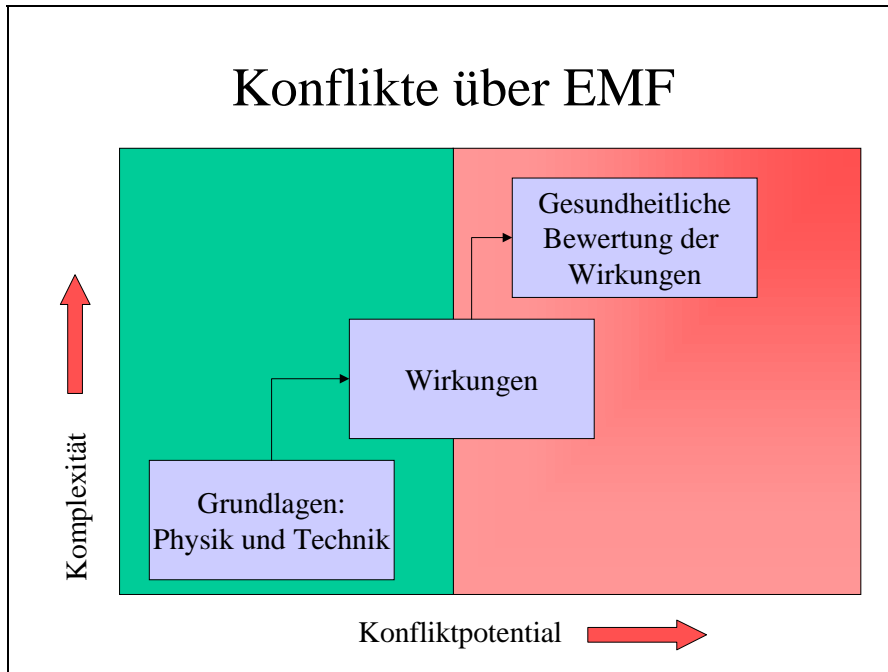 Konflikte über EMF
Gesundheitliche
Bewertung der
Wirkungen
Wirkungen
Grundlagen:
Physik und Technik
Komplexität
Konfliktpotential